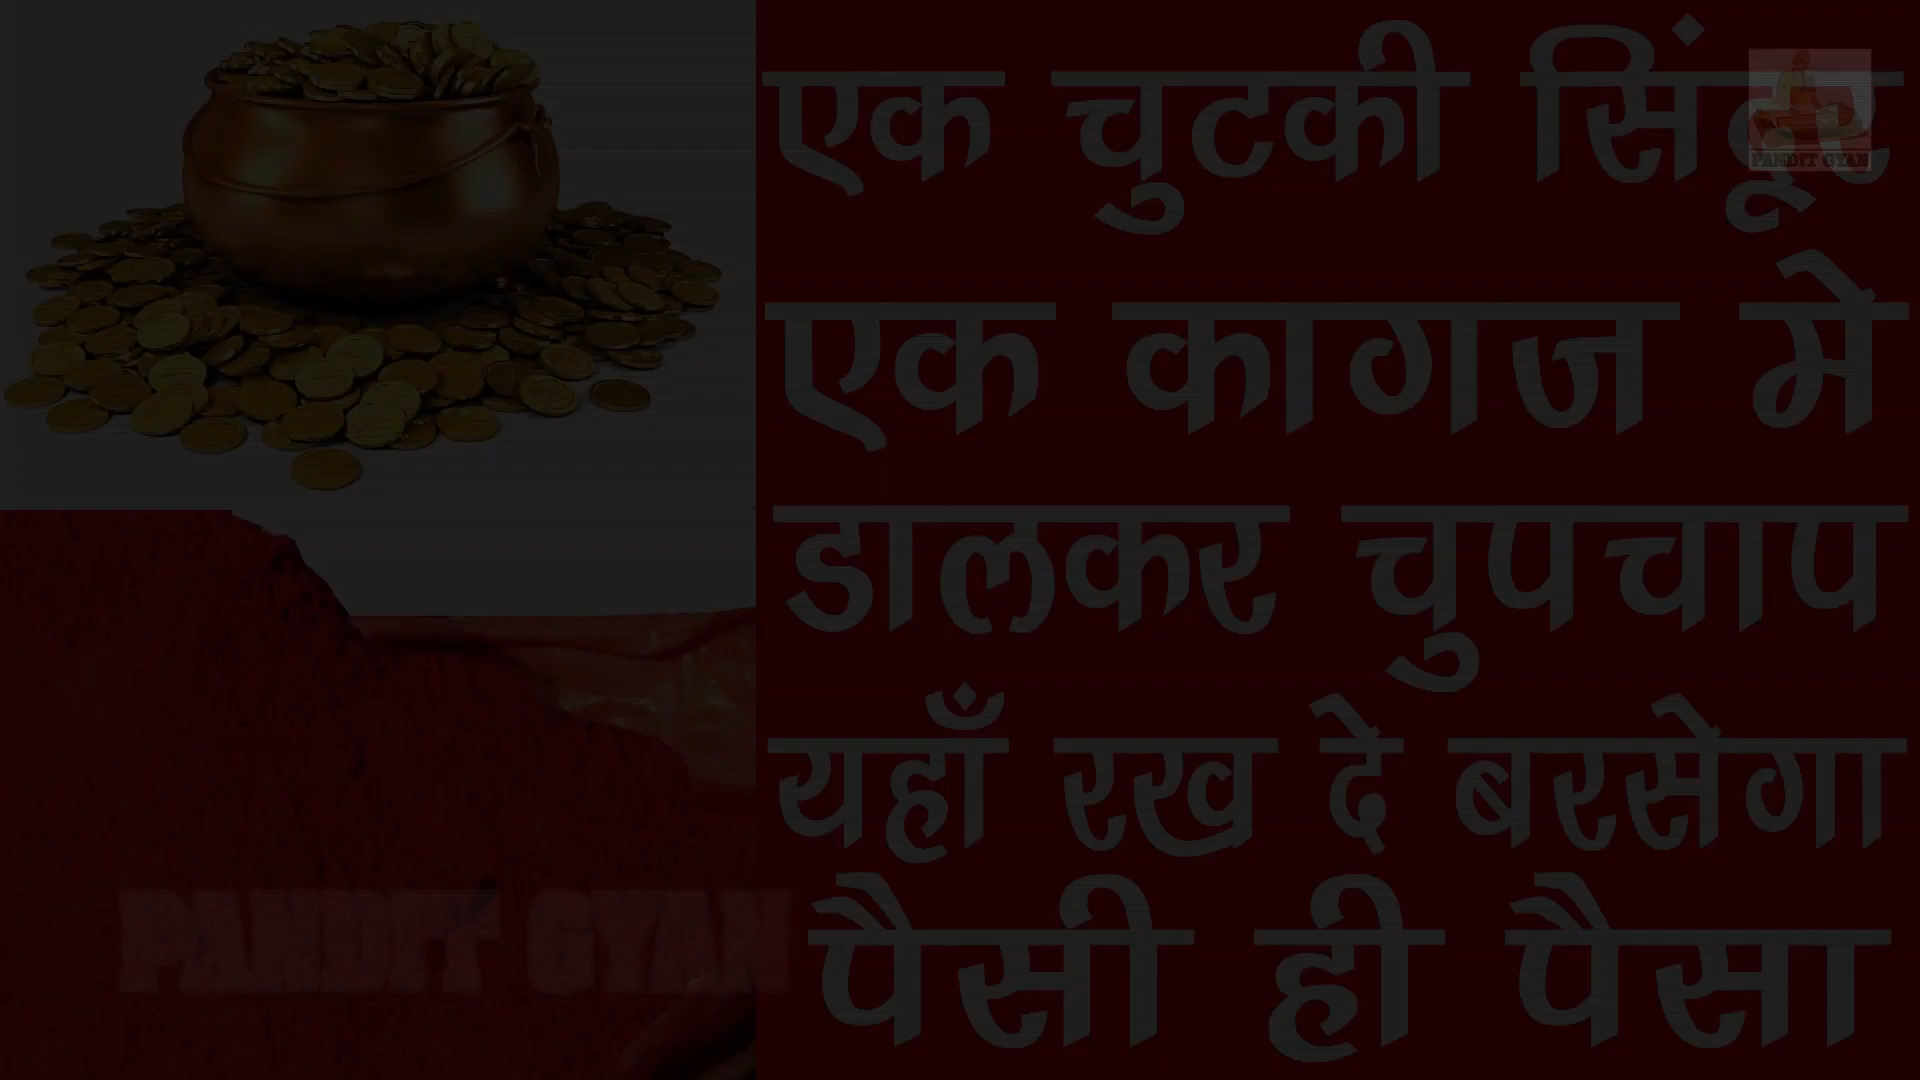 एक चुटकी सिंदूर
एक कागज मे
डालकर चुपचाप
यहाँ रख दे बरसेगा
पैसी ही पैसा
PANDIT GYAN
PANDIT GYAN